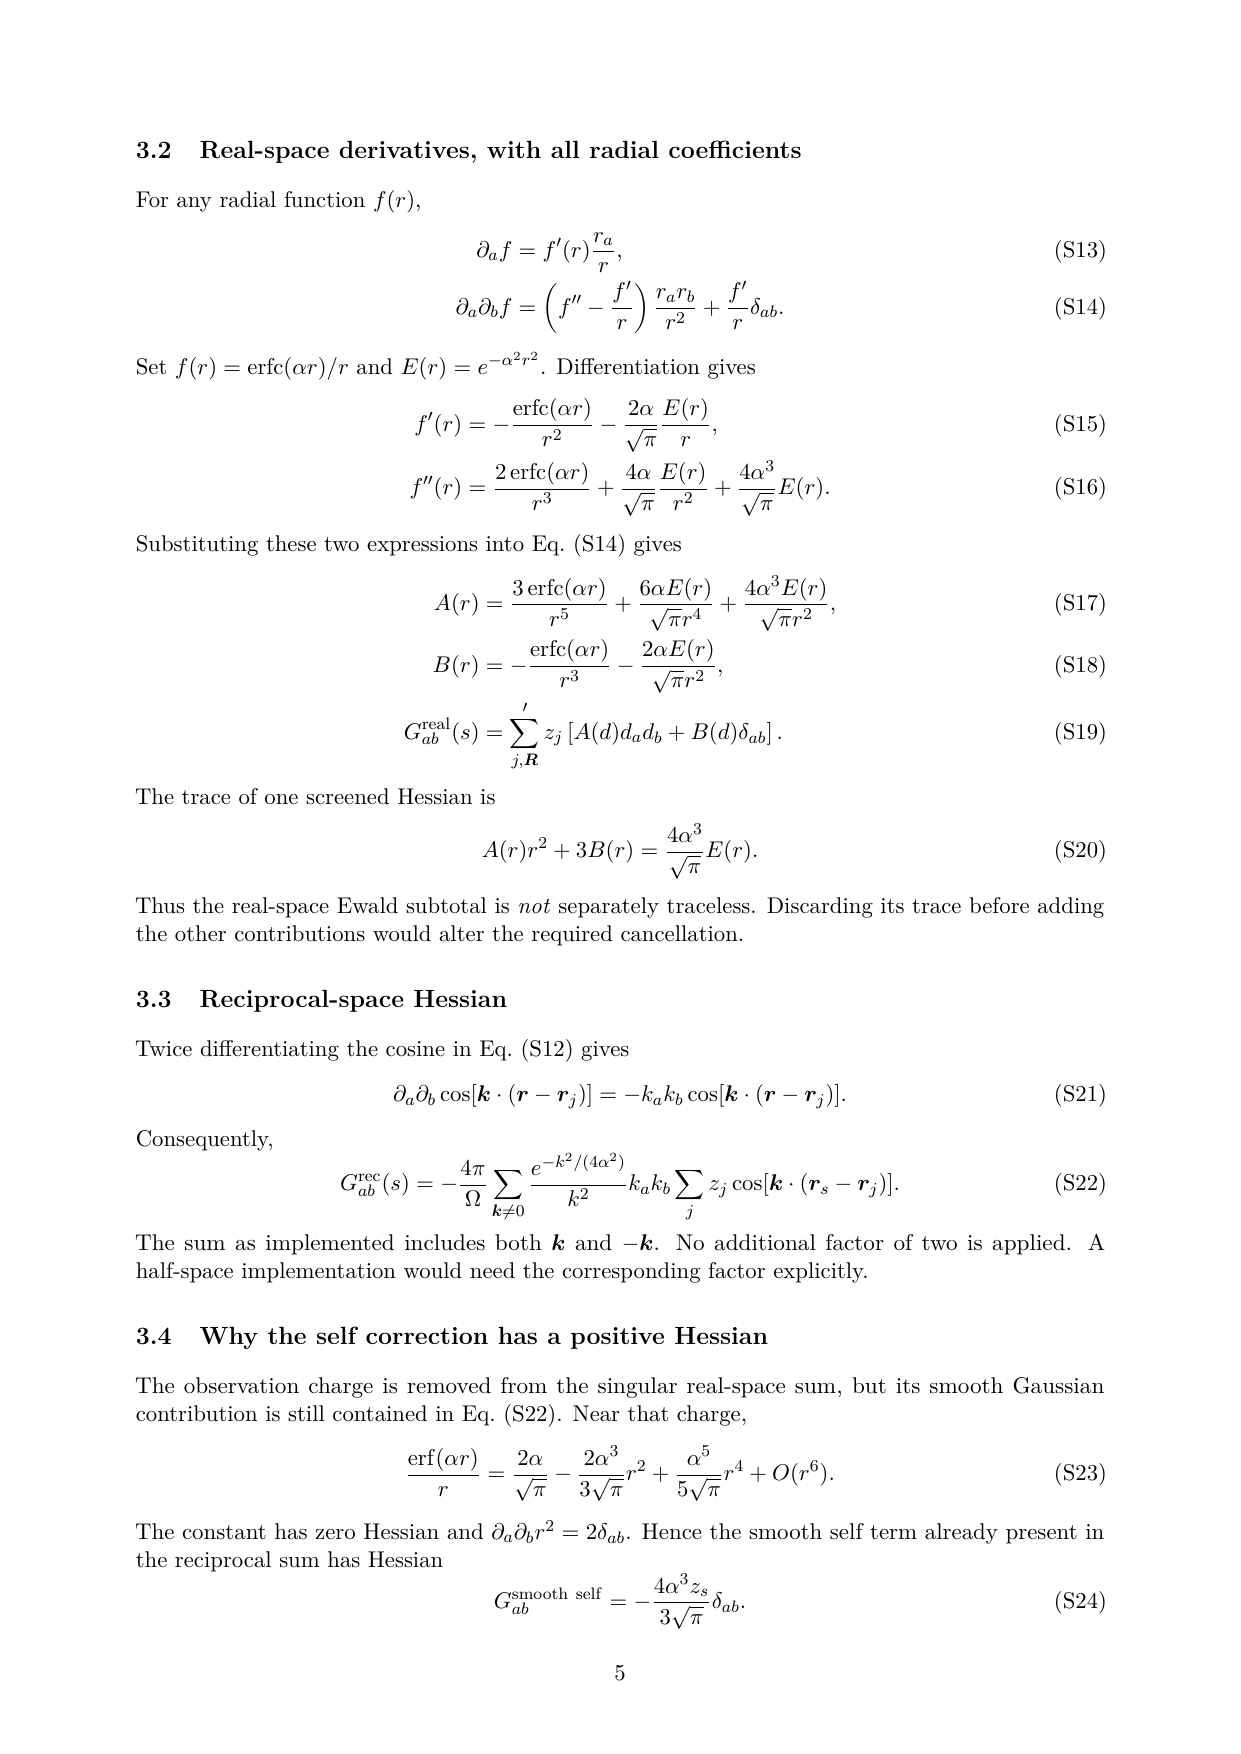 3.2 Real-space derivatives, with all radial coefficients
For any radial function f(r),
∂ₐf = f′(r) rₐ/r, (S13)
∂ₐ∂_b f = (f″ − f′/r) rₐr_b/r² + f′/r δ_ab. (S14)
Set f(r) = erfc(αr)/r and E(r) = e^{−α²r²}. Differentiation gives
f′(r) = − erfc(αr)/r² − 2α/√π E(r)/r, (S15)
f″(r) = 2 erfc(αr)/r³ + 4α/√π E(r)/r² + 4α³/√π E(r). (S16)
Substituting these two expressions into Eq. (S14) gives
A(r) = 3 erfc(αr)/r⁵ + 6αE(r)/(√π r⁴) + 4α³E(r)/(√π r²), (S17)
B(r) = − erfc(αr)/r³ − 2αE(r)/(√π r²), (S18)
G_ab^real(s) = ∑′_{j,R} z_j [A(d)d_a d_b + B(d)δ_ab]. (S19)
The trace of one screened Hessian is
A(r)r² + 3B(r) = 4α³/√π E(r). (S20)
Thus the real-space Ewald subtotal is not separately traceless. Discarding its trace before adding
the other contributions would alter the required cancellation.
3.3 Reciprocal-space Hessian
Twice differentiating the cosine in Eq. (S12) gives
∂ₐ∂_b cos[k · (r − r_j)] = −k_a k_b cos[k · (r − r_j)]. (S21)
Consequently,
G_ab^rec(s) = − 4π/Ω ∑_{k≠0} e^{−k²/(4α²)}/k² k_a k_b ∑_j z_j cos[k · (r_s − r_j)]. (S22)
The sum as implemented includes both k and −k. No additional factor of two is applied. A
half-space implementation would need the corresponding factor explicitly.
3.4 Why the self correction has a positive Hessian
The observation charge is removed from the singular real-space sum, but its smooth Gaussian
contribution is still contained in Eq. (S22). Near that charge,
erf(αr)/r = 2α/√π − 2α³/(3√π) r² + α⁵/(5√π) r⁴ + O(r⁶). (S23)
The constant has zero Hessian and ∂ₐ∂_b r² = 2δ_ab. Hence the smooth self term already present in
the reciprocal sum has Hessian
G_ab^{smooth self} = − 4α³z_s/(3√π) δ_ab. (S24)
5